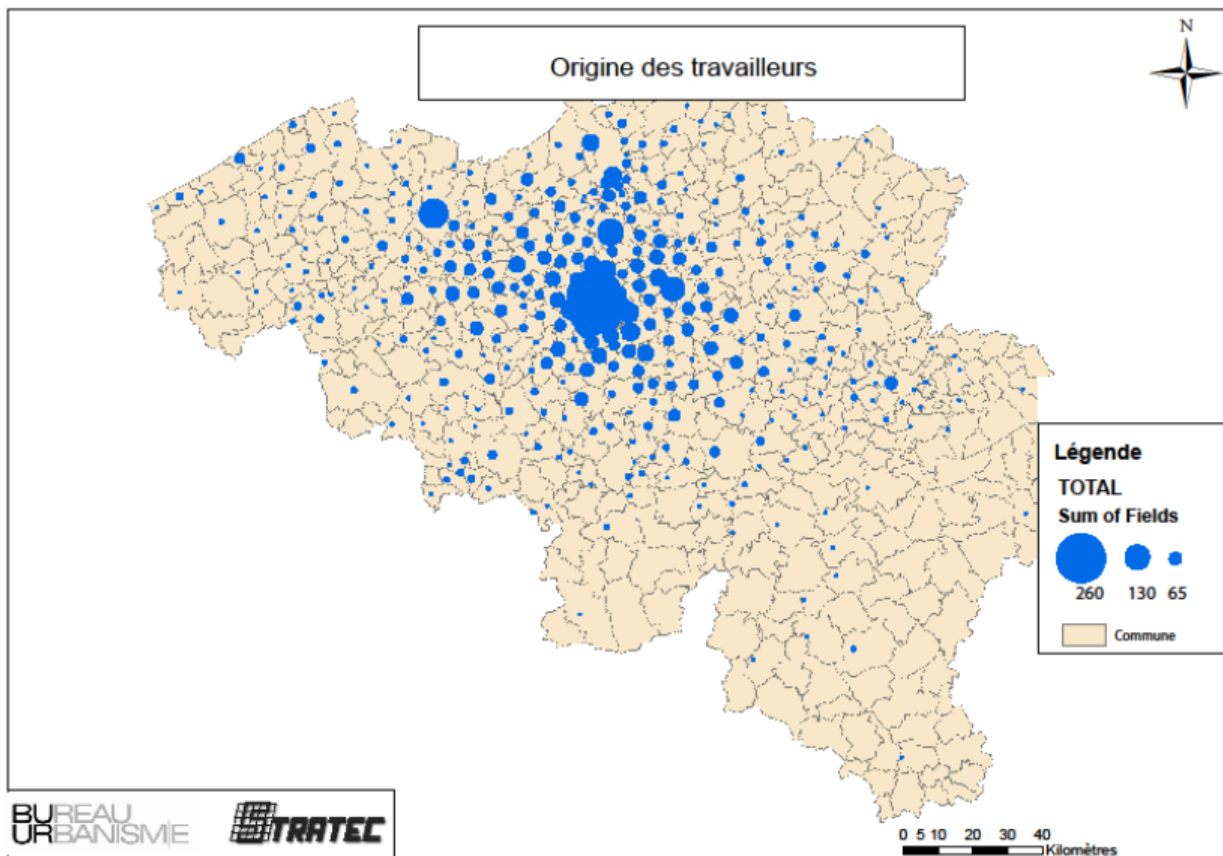 Origine des travailleurs
N
Légende
TOTAL
Sum of Fields
260 130 65
Commune
BUREAU
URBANISM|E
STRATEC
0 5 10 20 30 40
Kilomètres